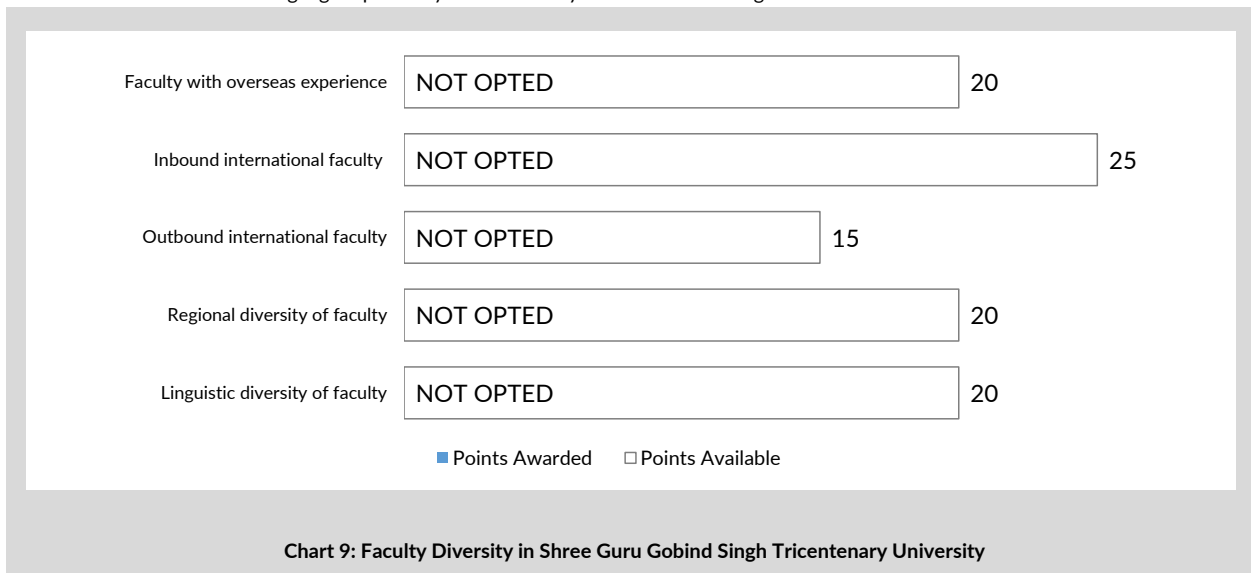 Faculty with overseas experience NOT OPTED 20
Inbound international faculty NOT OPTED 25
Outbound international faculty NOT OPTED 15
Regional diversity of faculty NOT OPTED 20
Linguistic diversity of faculty NOT OPTED 20
Points Awarded Points Available
Chart 9: Faculty Diversity in Shree Guru Gobind Singh Tricentenary University